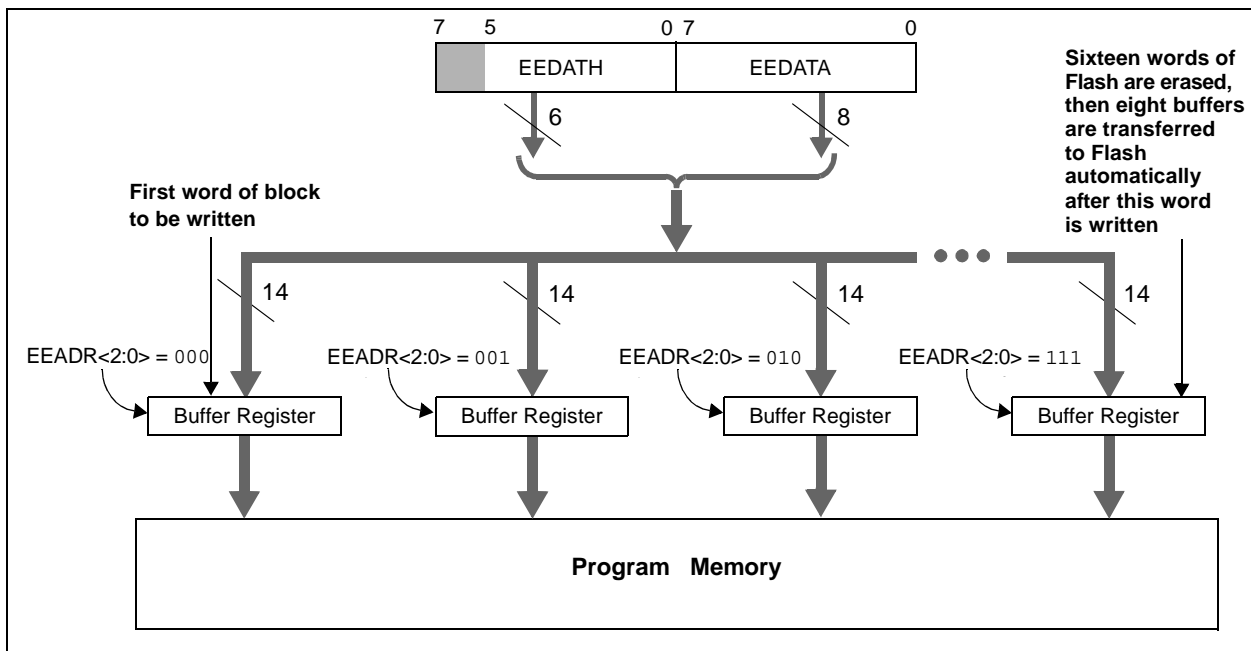 7 5 0 7 0
EEDATH EEDATA
6 8
Sixteen words of
Flash are erased,
then eight buffers
are transferred
to Flash
automatically
after this word
is written
First word of block
to be written
14 14 14 14
EEADR<2:0> = 000 EEADR<2:0> = 001 EEADR<2:0> = 010 EEADR<2:0> = 111
Buffer Register Buffer Register Buffer Register Buffer Register
Program Memory